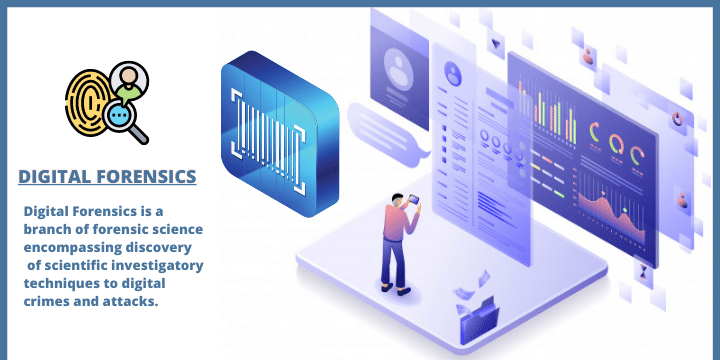 DIGITAL FORENSICS
Digital Forensics is a
branch of forensic science
encompassing discovery
of scientific investigatory
techniques to digital
crimes and attacks.